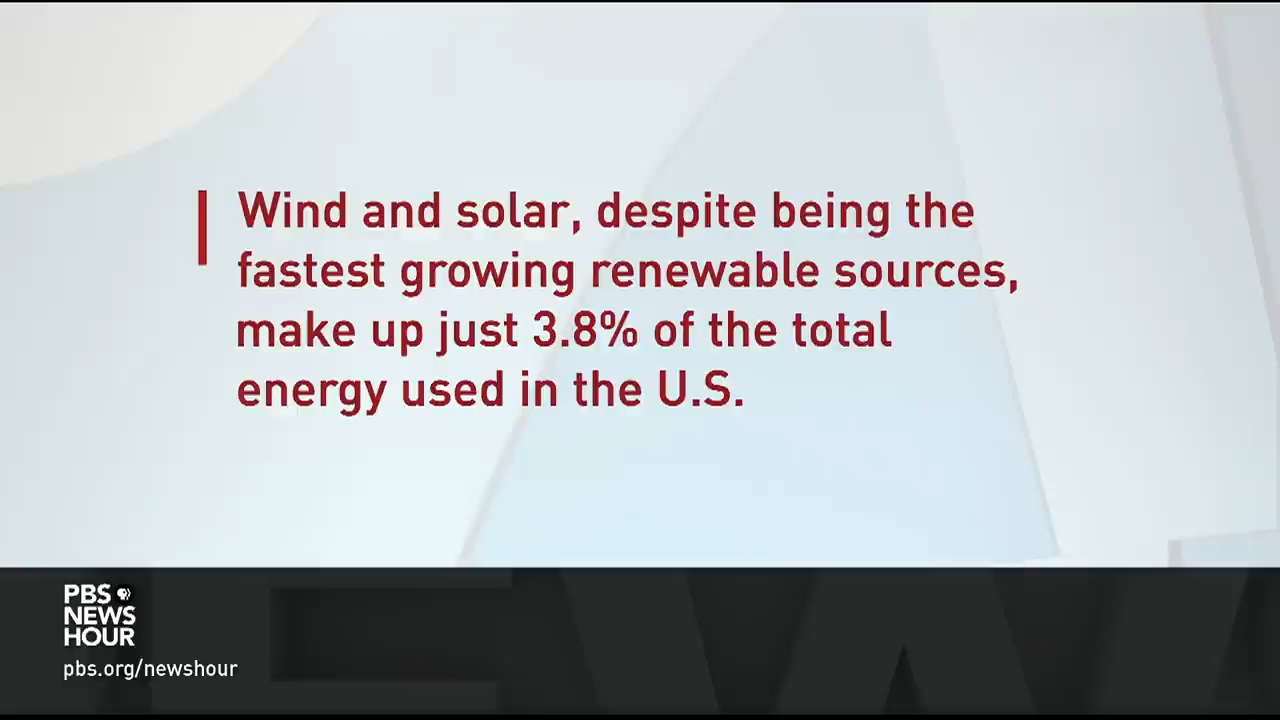 Wind and solar, despite being the
fastest growing renewable sources,
make up just 3.8% of the total
energy used in the U.S.
PBS
NEWS
HOUR
pbs.org/newshour